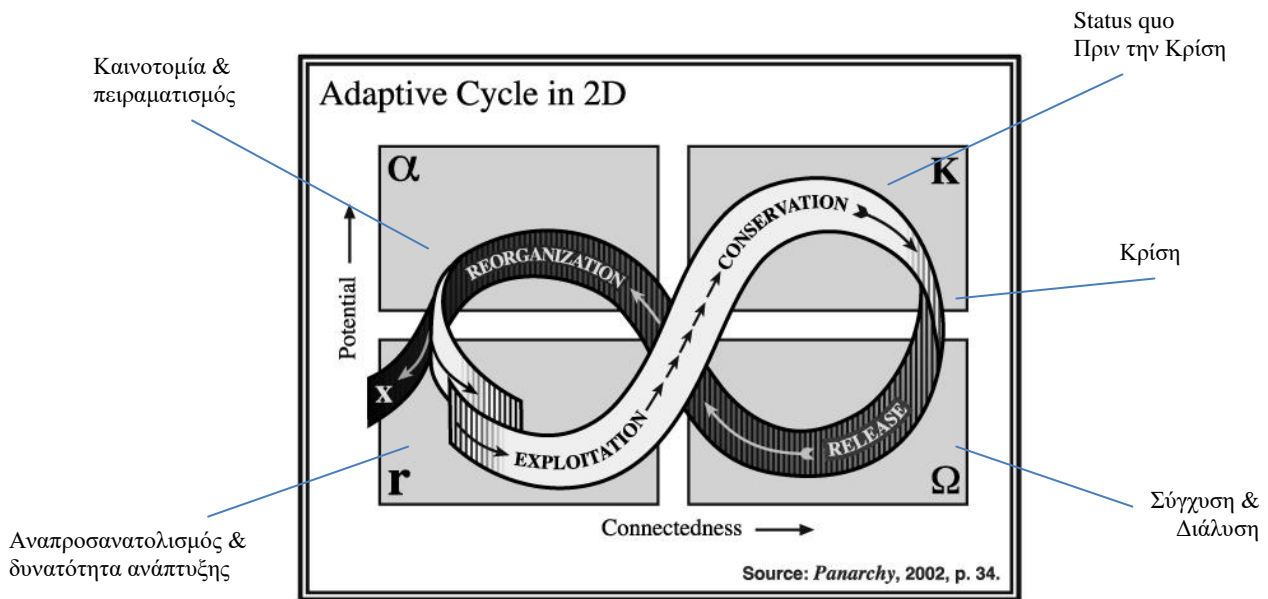 Status quo
Πριν την Κρίση
Καινοτομία &
πειραματισμός
Adaptive Cycle in 2D
α
K
CONSERVATION
REORGANIZATION
Κρίση
Potential
x
EXPLOITATION
RELEASE
r
Ω
Connectedness
Σύγχυση &
Διάλυση
Αναπροσανατολισμός &
δυνατότητα ανάπτυξης
Source: Panarchy, 2002, p. 34.